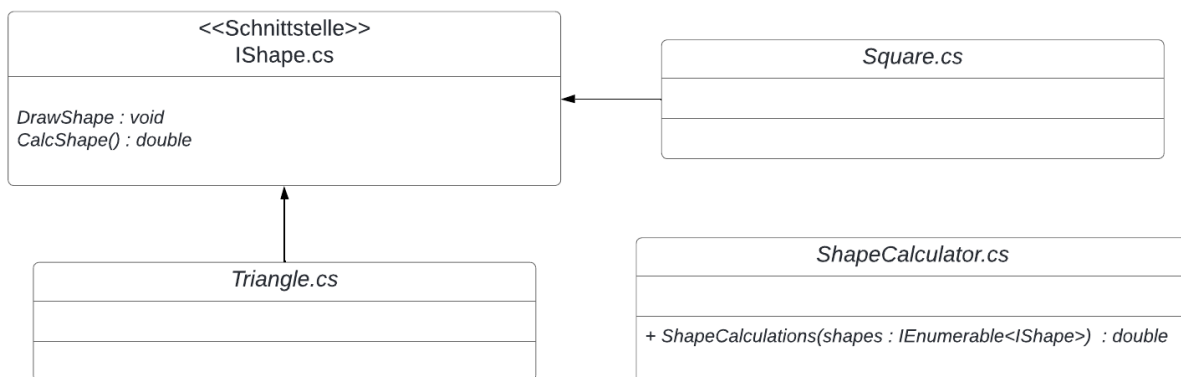 <<Schnittstelle>>
IShape.cs
DrawShape : void
CalcShape() : double
Square.cs
Triangle.cs
ShapeCalculator.cs
+ ShapeCalculations(shapes : IEnumerable<IShape>) : double